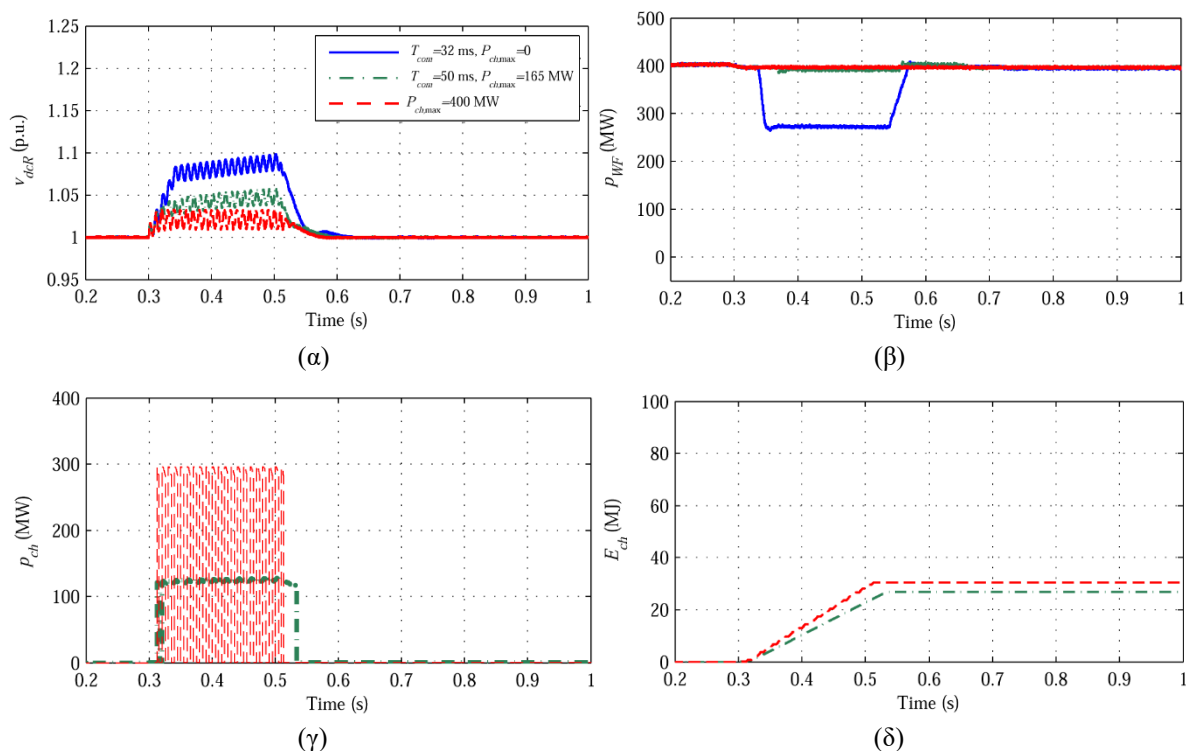 1.25
1.2
1.15
1.1
1.05
1
0.95
v_dcR (p.u.)
T_com=32 ms, P_ch,max=0
T_com=50 ms, P_ch,max=165 MW
P_ch,max=400 MW
0.2 0.3 0.4 0.5 0.6 0.7 0.8 0.9 1
Time (s)
(α)
500
400
300
200
100
0
p_WF (MW)
0.2 0.3 0.4 0.5 0.6 0.7 0.8 0.9 1
Time (s)
(β)
400
300
200
100
0
p_ch (MW)
0.2 0.3 0.4 0.5 0.6 0.7 0.8 0.9 1
Time (s)
(γ)
100
80
60
40
20
0
E_ch (MJ)
0.2 0.3 0.4 0.5 0.6 0.7 0.8 0.9 1
Time (s)
(δ)